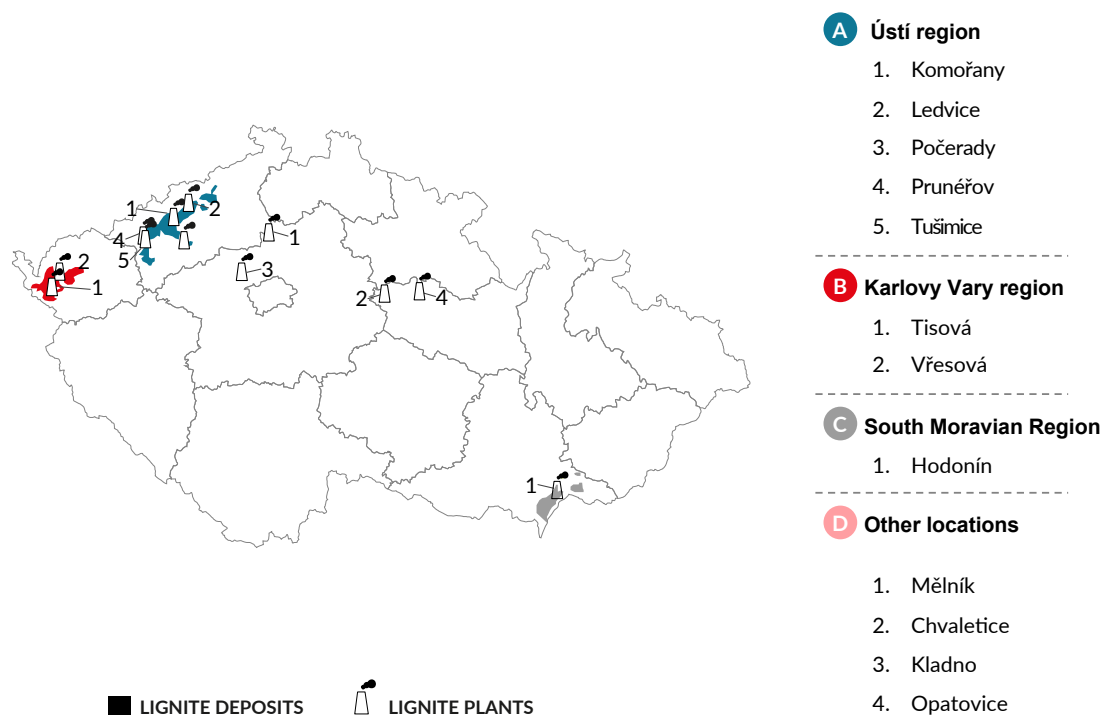 A Ústí region
1. Komořany
2. Ledvice
3. Počerady
4. Prunéřov
5. Tušimice
B Karlovy Vary region
1. Tisová
2. Vřesová
C South Moravian Region
1. Hodonín
D Other locations
1. Mělník
2. Chvaletice
3. Kladno
4. Opatovice
1
2
4
5
1
3
2
1
2
4
1
LIGNITE DEPOSITS LIGNITE PLANTS